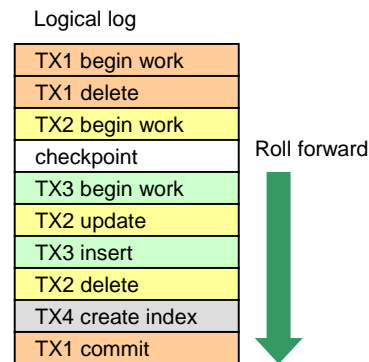 Logical log
TX1 begin work
TX1 delete
TX2 begin work
checkpoint
Roll forward
TX3 begin work
TX2 update
TX3 insert
TX2 delete
TX4 create index
TX1 commit